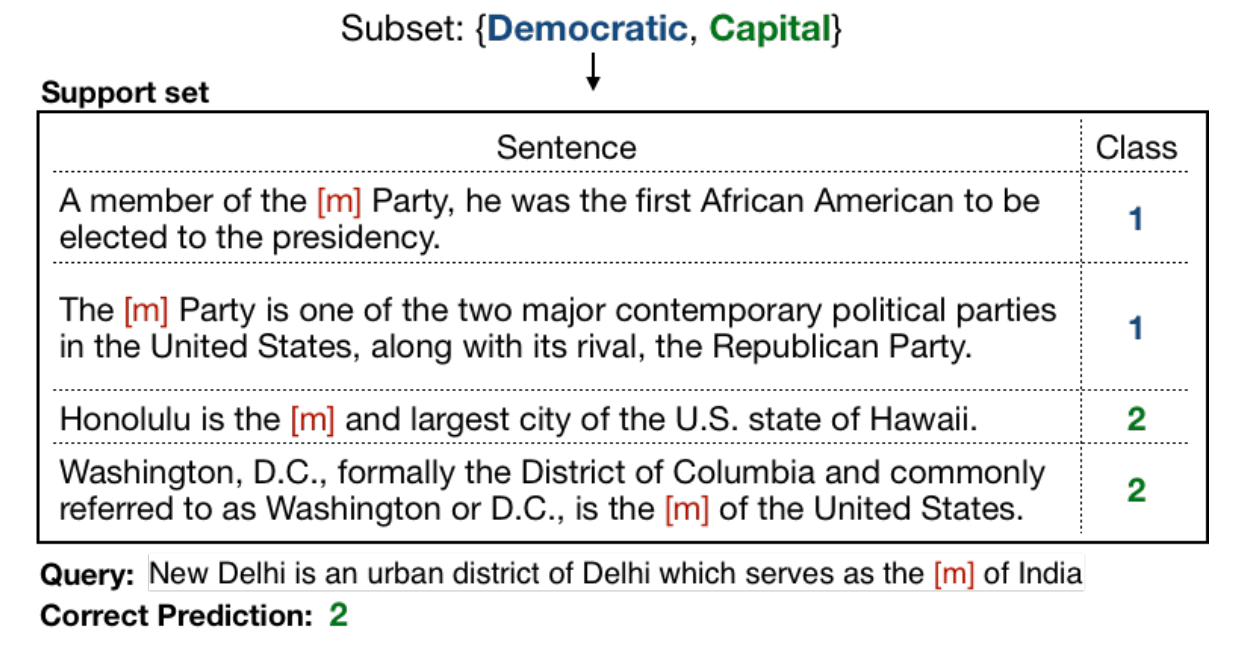 Subset: {Democratic, Capital}
Support set
Sentence Class
A member of the [m] Party, he was the first African American to be
elected to the presidency.
1
The [m] Party is one of the two major contemporary political parties
in the United States, along with its rival, the Republican Party.
1
Honolulu is the [m] and largest city of the U.S. state of Hawaii.
2
Washington, D.C., formally the District of Columbia and commonly
referred to as Washington or D.C., is the [m] of the United States.
2
Query: New Delhi is an urban district of Delhi which serves as the [m] of India
Correct Prediction: 2